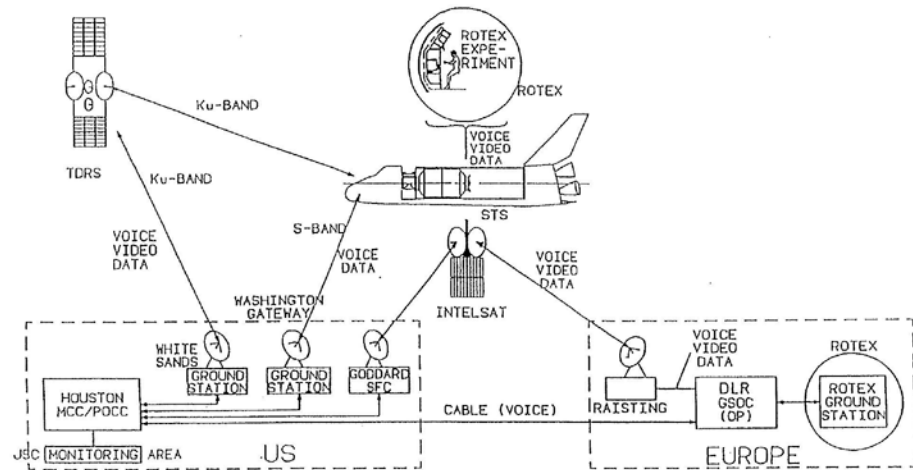 ROTEX
EXPE-
RIMENT
ROTEX
Ku-BAND
VOICE
VIDEO
DATA
TDRS
Ku-BAND
STS
S-BAND
VOICE
VIDEO
DATA
VOICE
DATA
VOICE
VIDEO
DATA
INTELSAT
WASHINGTON
GATEWAY
WHITE
SANDS
GROUND
STATION
GROUND
STATION
GODDARD
SFC
VOICE
VIDEO
DATA
ROTEX
HOUSTON
MCC/POCC
RAISTING
DLR
GSOC
(OP)
ROTEX
GROUND
STATION
CABLE (VOICE)
JSC MONITORING AREA
US
EUROPE